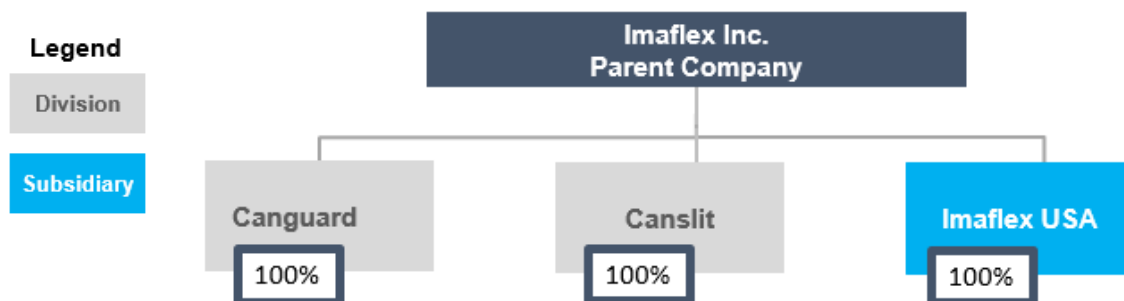 Imaflex Inc.
Parent Company
Legend
Division
Subsidiary
Canguard
100%
Canslit
100%
Imaflex USA
100%